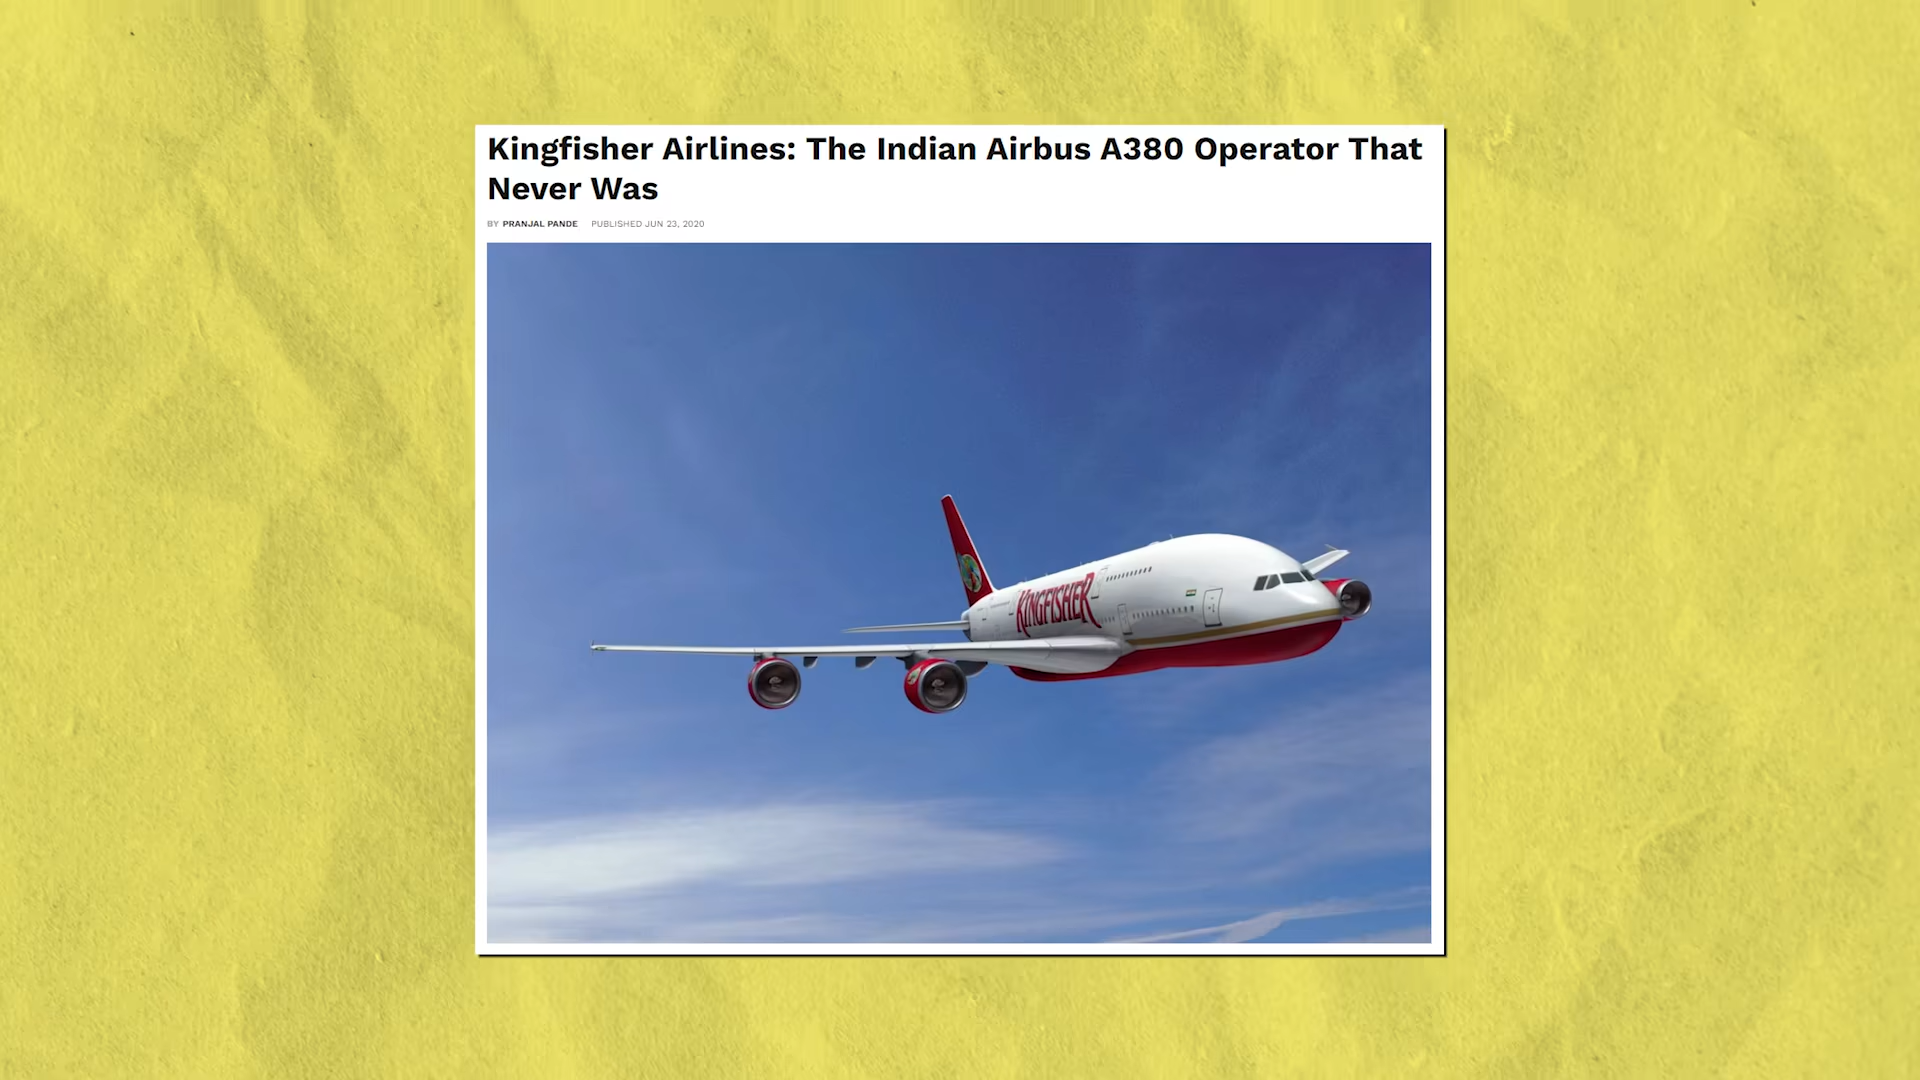 Kingfisher Airlines: The Indian Airbus A380 Operator That
Never Was
BY PRANJAL PANDE PUBLISHED JUN 23, 2020
KINGFISHER